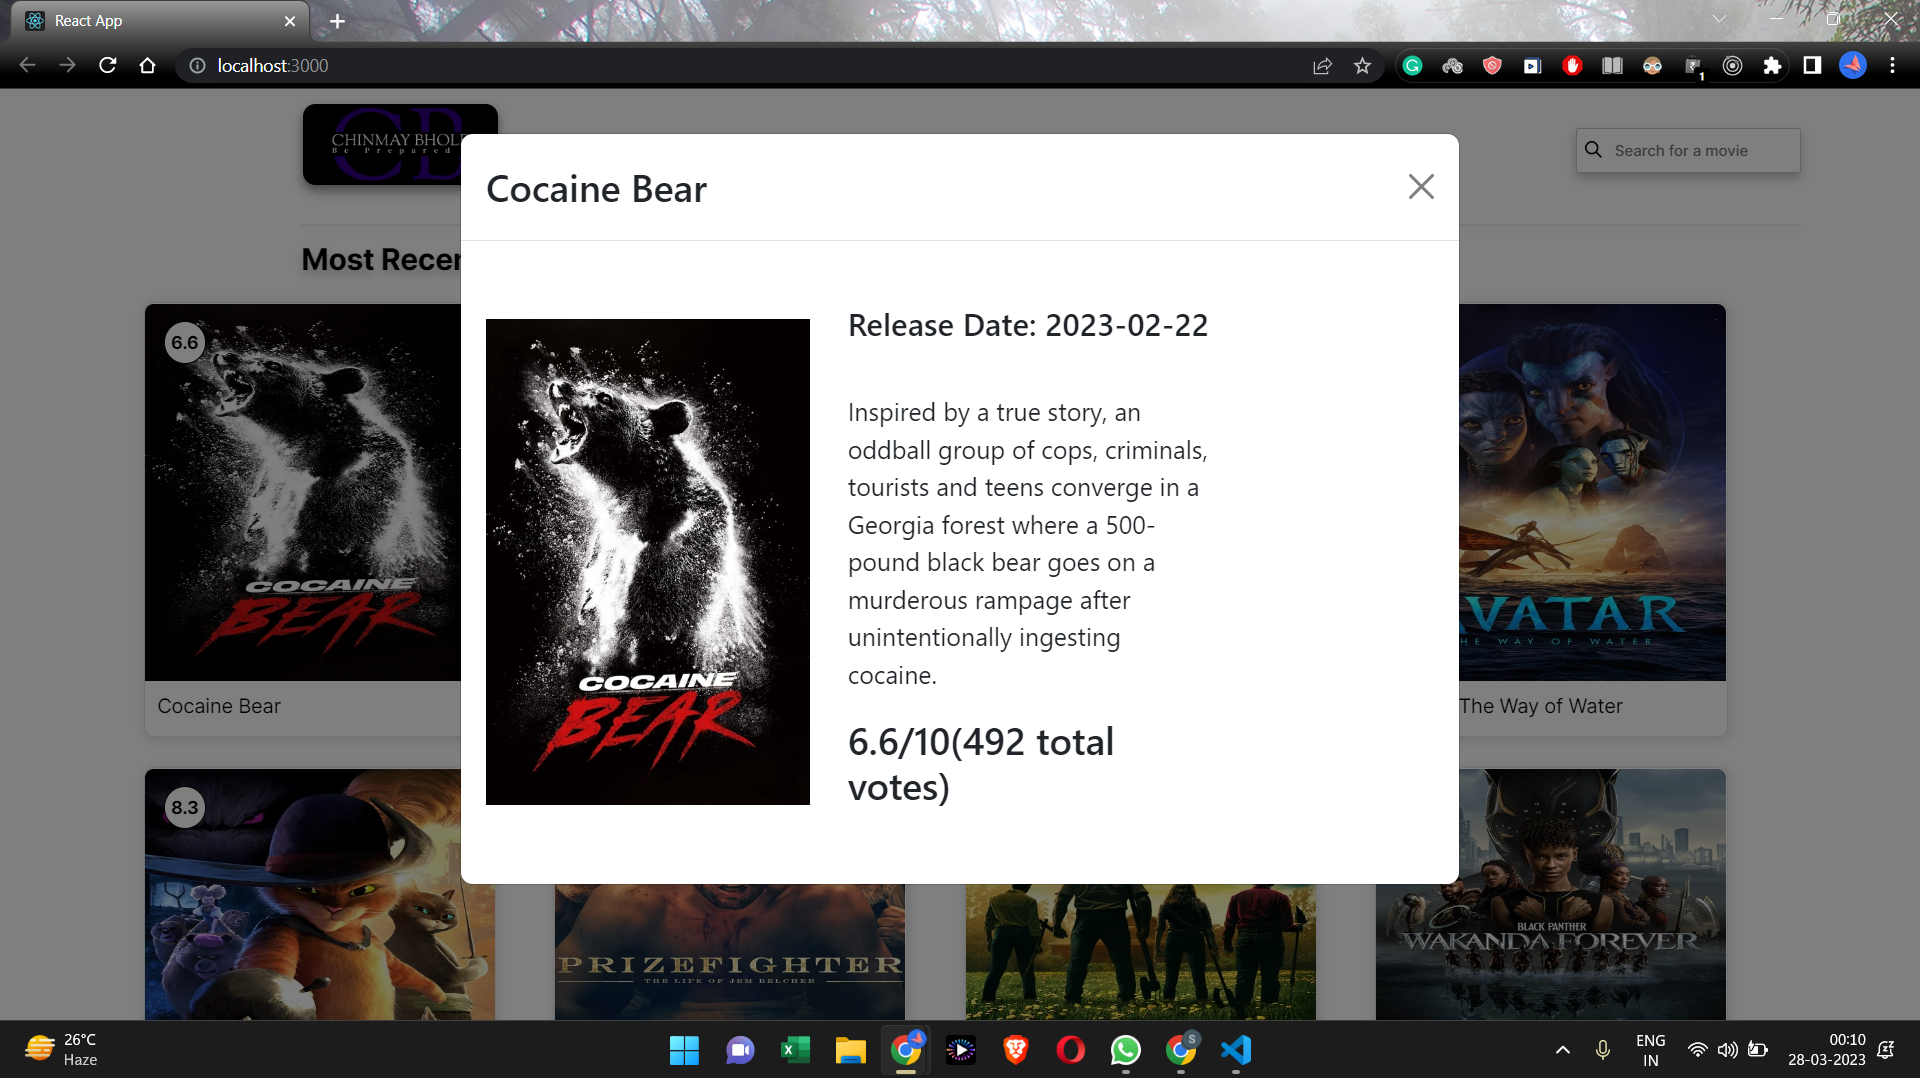 React App
localhost:3000
1
CHINMAY BHOL
Be Prepared
Search for a movie
Cocaine Bear
Most Recen
Release Date: 2023-02-22
Inspired by a true story, an
oddball group of cops, criminals,
tourists and teens converge in a
Georgia forest where a 500-
pound black bear goes on a
murderous rampage after
unintentionally ingesting
cocaine.
6.6/10(492 total
votes)
COCAINE
BEAR
6.6
COCAINE
BEAR
Cocaine Bear
VATAR
HE WAY OF WATER
The Way of Water
8.3
PRIZEFIGHTER
THE LIFE OF JEM BELCHER
BLACK PANTHER
WAKANDA FOREVER
26°C
Haze
S
ENG
IN
00:10
28-03-2023